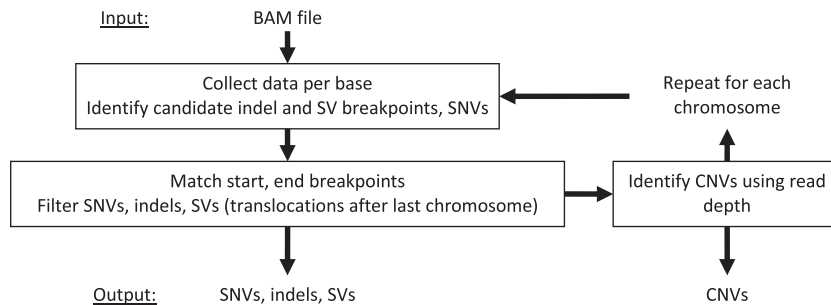 Input:
BAM file
Collect data per base
Identify candidate indel and SV breakpoints, SNVs
Repeat for each
chromosome
Match start, end breakpoints
Filter SNVs, indels, SVs (translocations after last chromosome)
Identify CNVs using read
depth
Output:
SNVs, indels, SVs
CNVs